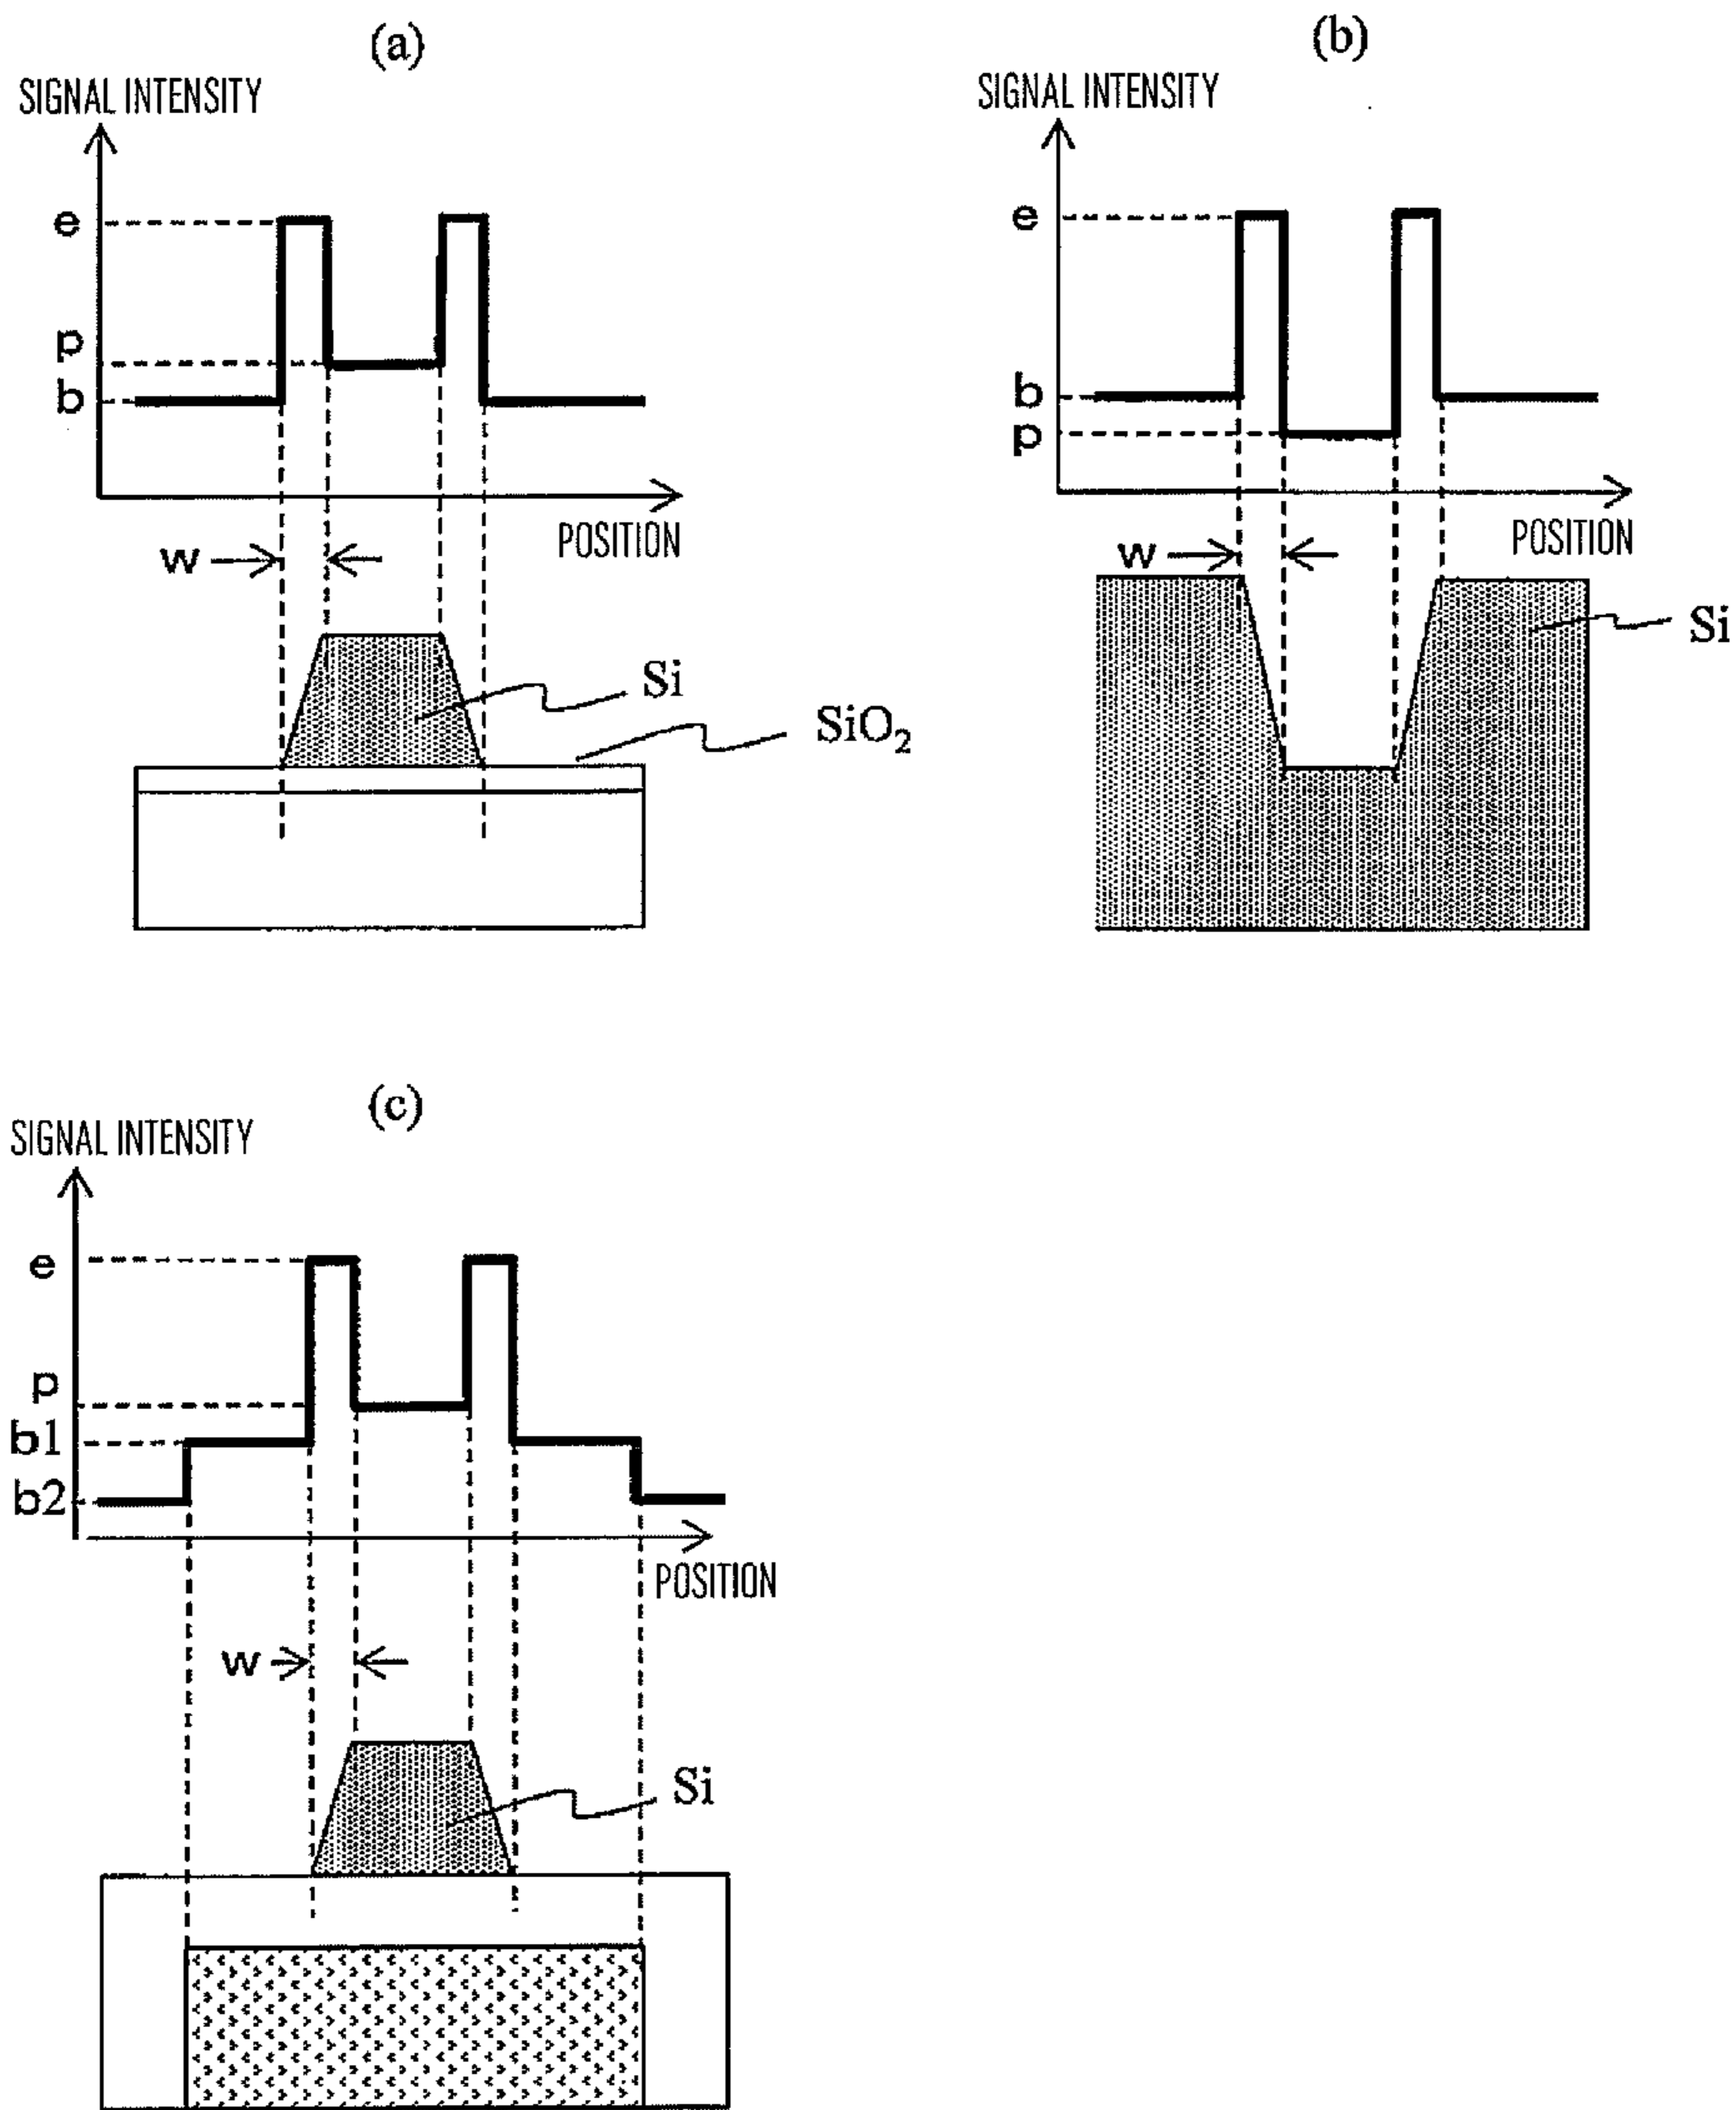 (a)
SIGNAL INTENSITY
e
p
b
POSITION
w
Si
SiO₂
(b)
SIGNAL INTENSITY
e
b
p
POSITION
w
Si
(c)
SIGNAL INTENSITY
e
p
b1
b2
POSITION
w
Si